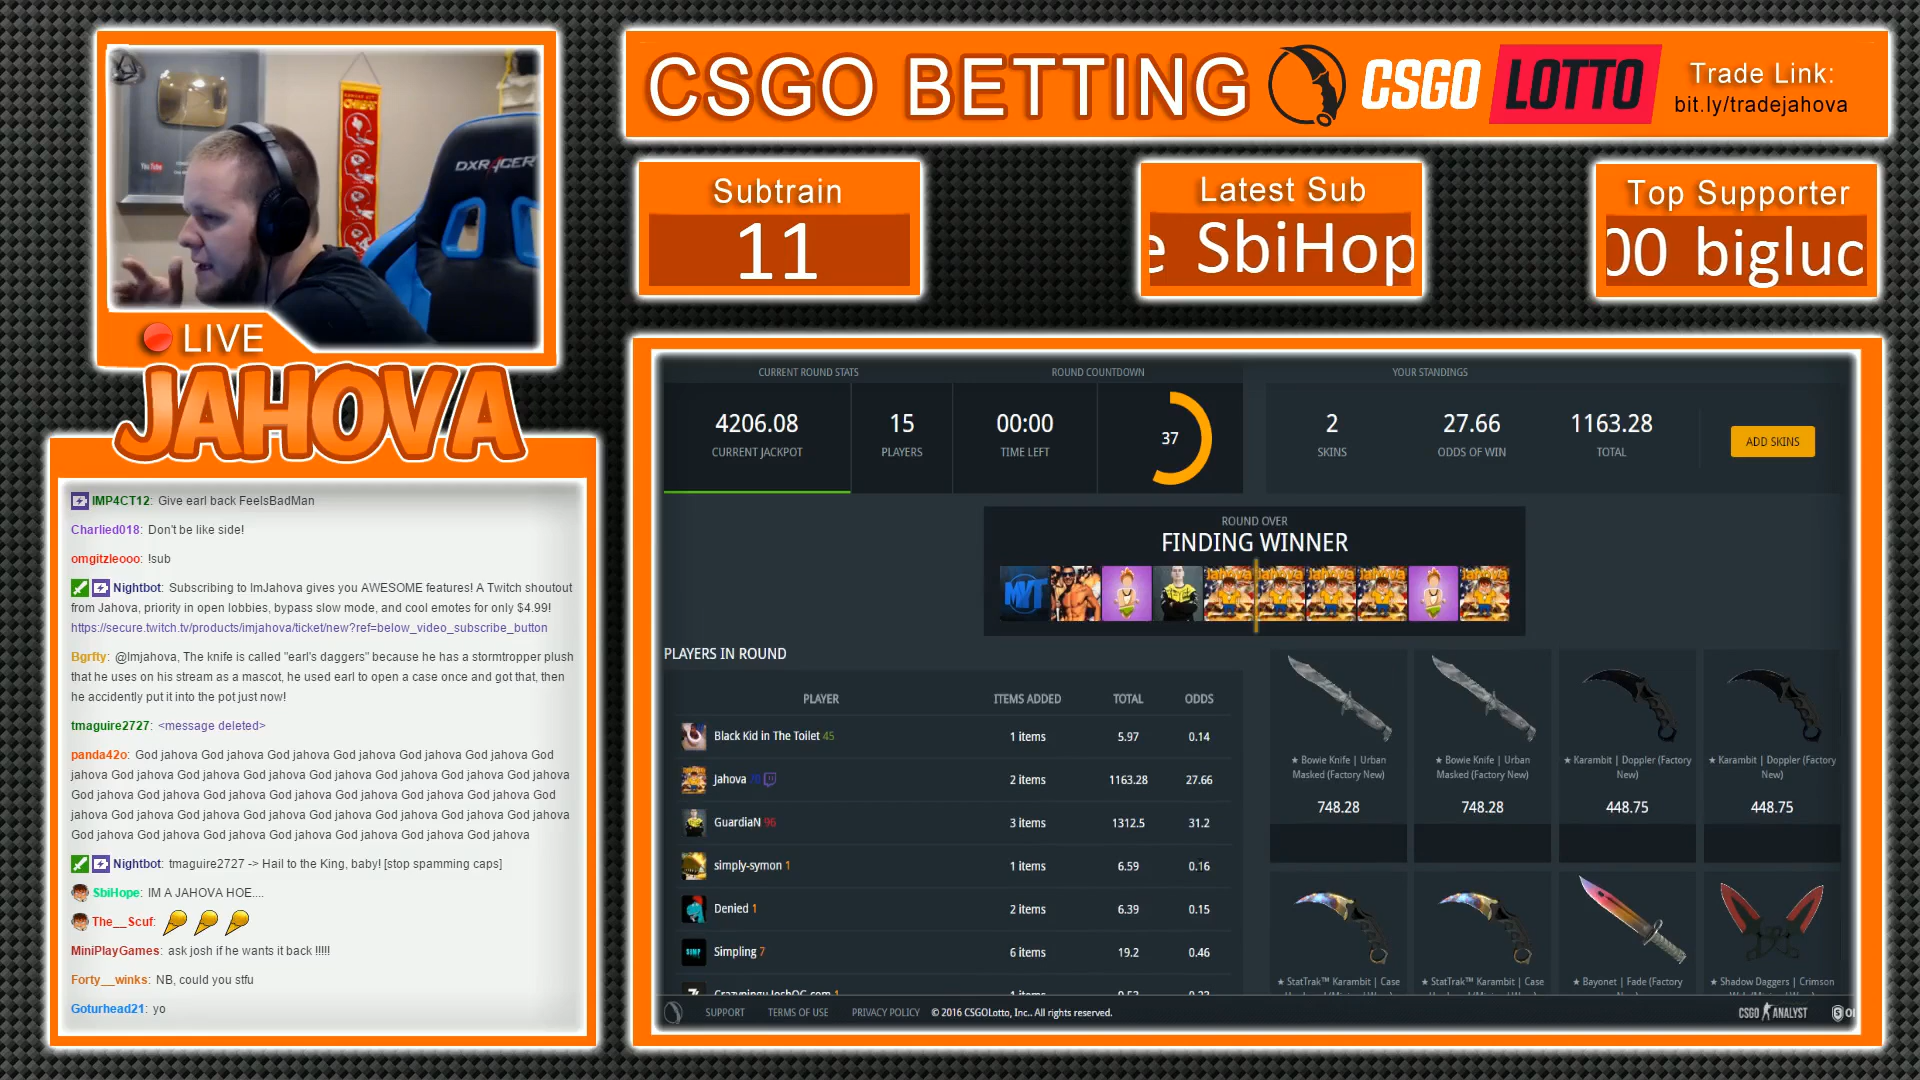 CSGO BETTING
CSGO LOTTO
Trade Link:
bit.ly/tradejahova
Subtrain
11
Latest Sub
e SbiHop
Top Supporter
00 bigluc
YouTube
DXRACER
LIVE
JAHOVA
IMP4CT12: Give earl back FeelsBadMan
Charlied018: Don't be like side!
omgitzleooo: !sub
Nightbot: Subscribing to ImJahova gives you AWESOME features! A Twitch shoutout
from Jahova, priority in open lobbies, bypass slow mode, and cool emotes for only $4.99!
https://secure.twitch.tv/products/imjahova/ticket/new?ref=below_video_subscribe_button
Bgrfty: @Imjahova, The knife is called "earl's daggers" because he has a stormtropper plush
that he uses on his stream as a mascot, he used earl to open a case once and got that, then
he accidently put it into the pot just now!
tmaguire2727: <message deleted>
panda42o: God jahova God jahova God jahova God jahova God jahova God jahova God
jahova God jahova God jahova God jahova God jahova God jahova God jahova God jahova
God jahova God jahova God jahova God jahova God jahova God jahova God jahova God
jahova God jahova God jahova God jahova God jahova God jahova God jahova God jahova
God jahova God jahova God jahova God jahova God jahova God jahova God jahova
Nightbot: tmaguire2727 -> Hail to the King, baby! [stop spamming caps]
SbiHope: IM A JAHOVA HOE....
The__Scuf:
MiniPlayGames: ask josh if he wants it back !!!!!
Forty__winks: NB, could you stfu
Goturhead21: yo
CURRENT ROUND STATS
ROUND COUNTDOWN
YOUR STANDINGS
4206.08
CURRENT JACKPOT
15
PLAYERS
00:00
TIME LEFT
37
2
SKINS
27.66
ODDS OF WIN
1163.28
TOTAL
ADD SKINS
ROUND OVER
FINDING WINNER
PLAYERS IN ROUND
PLAYER ITEMS ADDED TOTAL ODDS
Black Kid in The Toilet 45 1 items 5.97 0.14
Jahova 2 items 1163.28 27.66
GuardiaN 96 3 items 1312.5 31.2
simply-symon 1 1 items 6.59 0.16
Denied 1 2 items 6.39 0.15
Simpling 7 6 items 19.2 0.46
★ Bowie Knife | Urban
Masked (Factory New)
748.28
★ Bowie Knife | Urban
Masked (Factory New)
748.28
★ Karambit | Doppler (Factory
New)
448.75
★ Karambit | Doppler (Factory
New)
448.75
★ StatTrak™ Karambit | Case
★ StatTrak™ Karambit | Case
★ Bayonet | Fade (Factory
★ Shadow Daggers | Crimson
SUPPORT
TERMS OF USE
PRIVACY POLICY
© 2016 CSGOLotto, Inc.. All rights reserved.
CSGO ANALYST